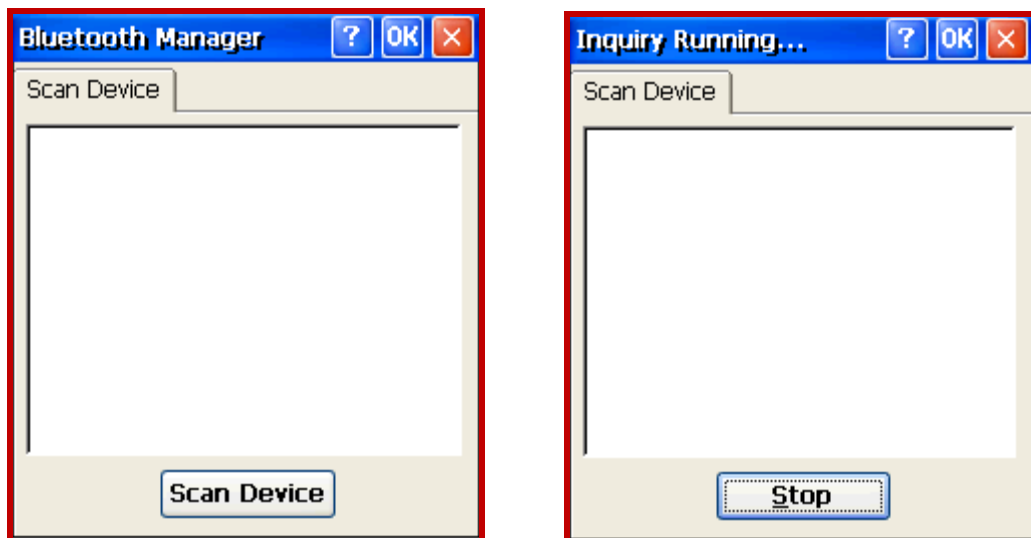 Bluetooth Manager ? OK ×
Scan Device
Scan Device
Inquiry Running... ? OK ×
Scan Device
Stop